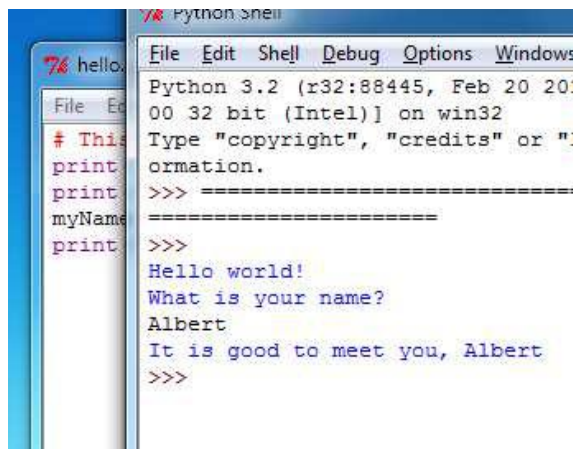 Python Shell
File Edit Shell Debug Options Windows
Python 3.2 (r32:88445, Feb 20 201
00 32 bit (Intel)] on win32
Type "copyright", "credits" or "l
ormation.
>>> =============================
======================
>>>
Hello world!
What is your name?
Albert
It is good to meet you, Albert
>>>
hello.
File Ed
# This
print
print
myName
print